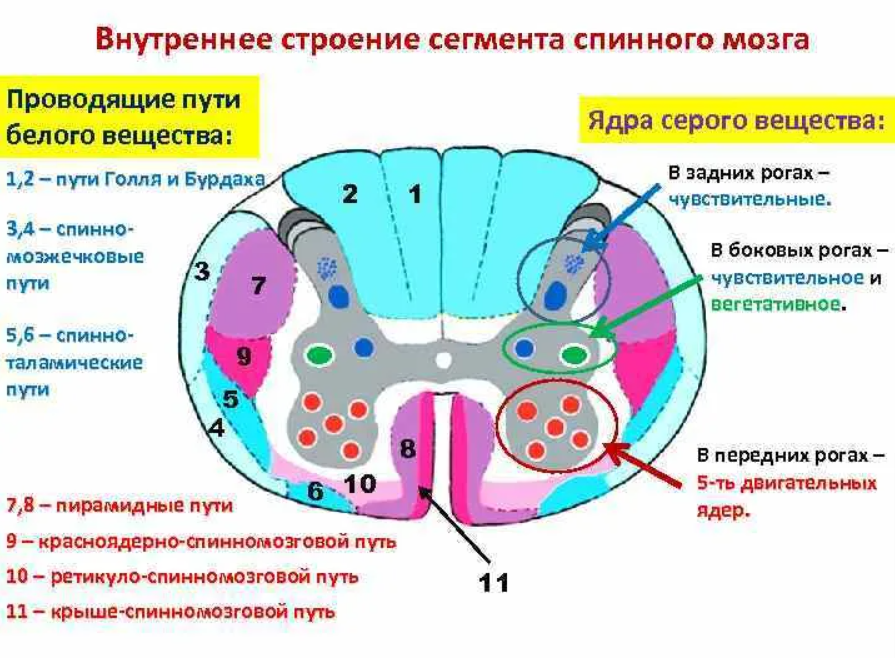 Внутреннее строение сегмента спинного мозга
Проводящие пути
белого вещества:
1,2 – пути Голля и Бурдаха
3,4 – спинно-
мозжечковые
пути
5,6 – спинно-
таламические
пути
7,8 – пирамидные пути
9 – красноядерно-спинномозговой путь
10 – ретикуло-спинномозговой путь
11 – крыше-спинномозговой путь
2
1
3
7
9
5
4
8
6
10
11
Ядра серого вещества:
В задних рогах –
чувствительные.
В боковых рогах –
чувствительное и
вегетативное.
В передних рогах –
5-ть двигательных
ядер.